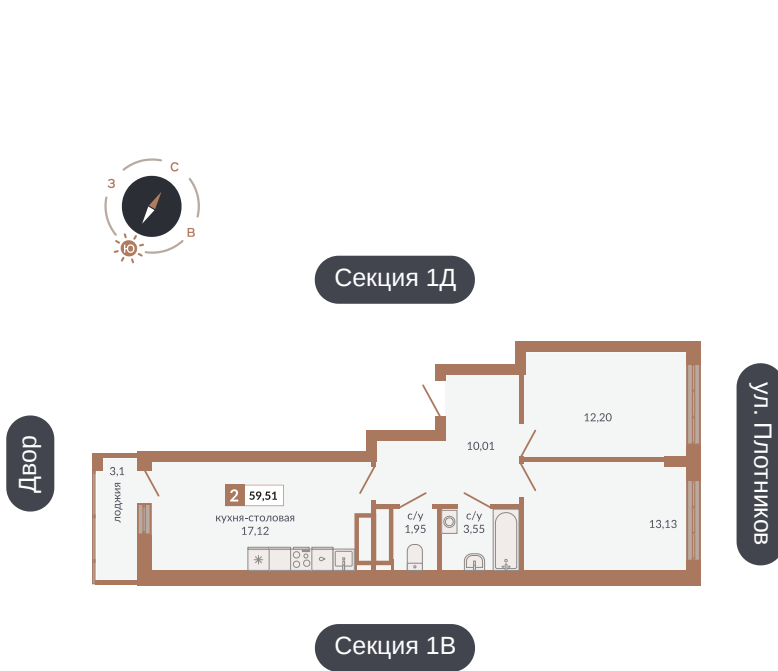 С
З
В
Ю
Секция 1Д
ул. Плотников
Двор
12,20
10,01
3,1
лоджия
2 59,51
кухня-столовая
17,12
с/у
1,95
с/у
3,55
13,13
Секция 1В